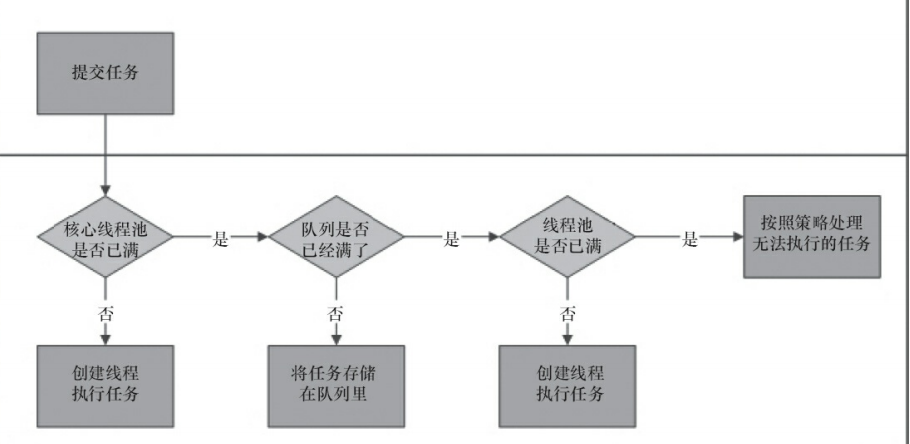 提交任务
核心线程池
是否已满
是
队列是否
已经满了
是
线程池
是否已满
是
按照策略处理
无法执行的任务
否
否
否
创建线程
执行任务
将任务存储
在队列里
创建线程
执行任务